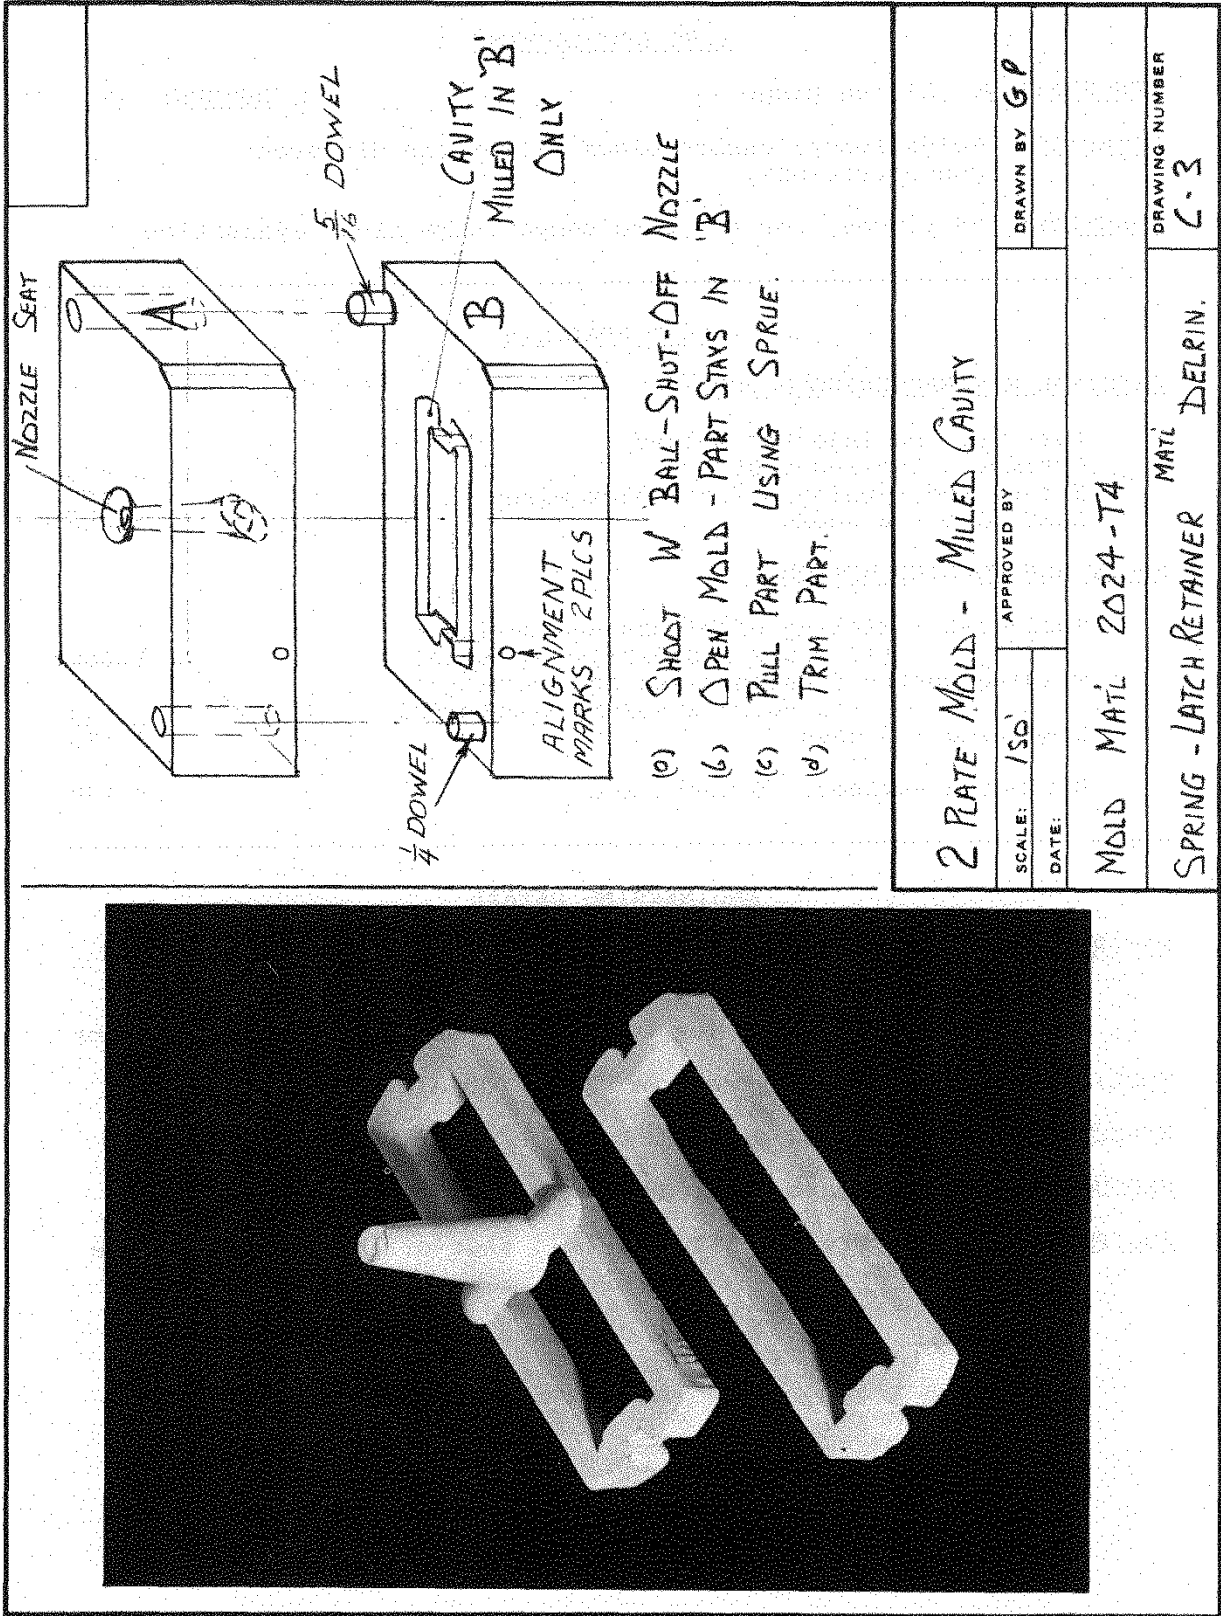 NOZZLE SEAT
A
5/16 DOWEL
1/4 DOWEL
CAVITY
MILLED IN 'B'
ONLY
B
ALIGNMENT
MARKS 2PLCS
(a) SHOOT W BALL-SHUT-OFF NOZZLE
(b) OPEN MOLD - PART STAYS IN 'B'
(c) PULL PART USING SPRUE.
(d) TRIM PART.
2 PLATE MOLD - MILLED CAVITY
SCALE: ISO'
APPROVED BY
DRAWN BY GP
DATE:
MOLD MATL 2024-T4
SPRING - LATCH RETAINER MATL DELRIN.
DRAWING NUMBER
C-3